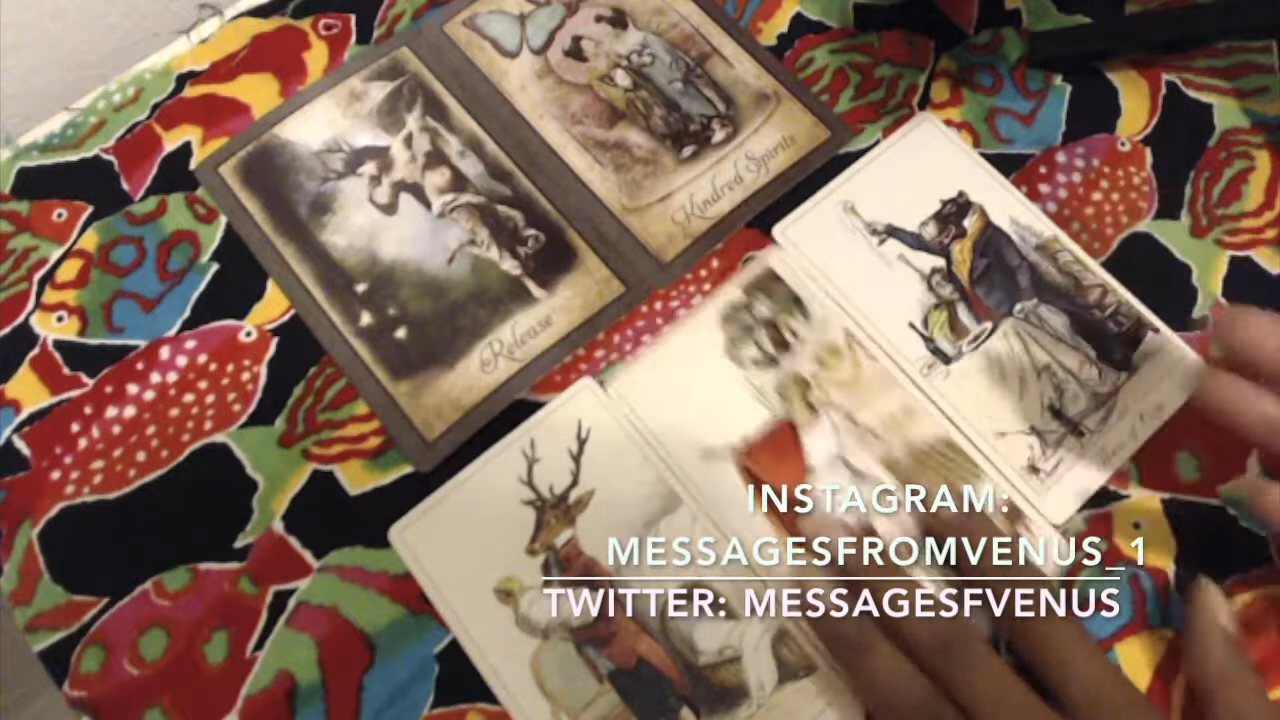 Kindred Spirits
Release
INSTAGRAM:
MESSAGESFROMVENUS_1
TWITTER: MESSAGESFVENUS